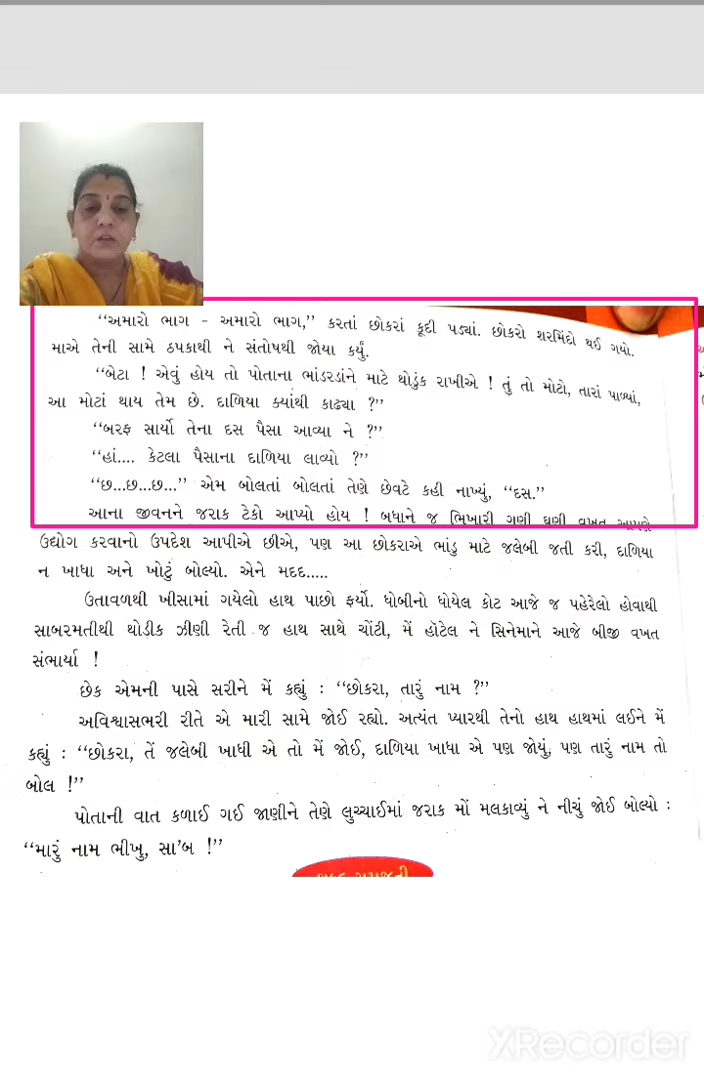 “અમારો ભાગ - અમારો ભાગ,” કરતાં છોકરાં કૂદી પડ્યાં. છોકરો શરમિંદો થઈ ગયો.
માએ તેની સામે ઠપકાથી ને સંતોષથી જોયા કર્યું.
“બેટા ! એવું હોય તો પોતાના ભાંડરડાંને માટે થોડુંક રાખીએ ! તું તો મોટો, તારાં પાળ્યાં,
આ મોટાં થાય તેમ છે. દાળિયા ક્યાંથી કાઢ્યા ?”
“બરફ સાર્યો તેના દસ પૈસા આવ્યા ને ?”
“હાં.... કેટલા પૈસાના દાળિયા લાવ્યો ?”
“છ...છ...છ...” એમ બોલતાં બોલતાં તેણે છેવટે કહી નાખ્યું, “દસ.”
આના જીવનને જરાક ટેકો આપ્યો હોય ! બધાને જ ભિખારી ગણી ઘણી વખત આપણે
ઉદ્યોગ કરવાનો ઉપદેશ આપીએ છીએ, પણ આ છોકરાએ ભાંડુ માટે જલેબી જતી કરી, દાળિયા
ન ખાધા અને ખોટું બોલ્યો. એને મદદ.....
ઉતાવળથી ખીસામાં ગયેલો હાથ પાછો ફર્યો. ધોબીનો ધોયેલ કોટ આજે જ પહેરેલો હોવાથી
સાબરમતીથી થોડીક ઝીણી રેતી જ હાથ સાથે ચોંટી, મેં હૉટેલ ને સિનેમાને આજે બીજી વખત
સંભાર્યા !
છેક એમની પાસે સરીને મેં કહ્યું : “છોકરા, તારું નામ ?”
અવિશ્વાસભરી રીતે એ મારી સામે જોઈ રહ્યો. અત્યંત પ્યારથી તેનો હાથ હાથમાં લઈને મેં
કહ્યું : “છોકરા, તેં જલેબી ખાધી એ તો મેં જોઈ, દાળિયા ખાધા એ પણ જોયું; પણ તારું નામ તો
બોલ !”
પોતાની વાત કળાઈ ગઈ જાણીને તેણે લુચ્ચાઈમાં જરાક મોં મલકાવ્યું ને નીચું જોઈ બોલ્યો :
“મારું નામ ભીખુ, સા'બ !”
XRecorder